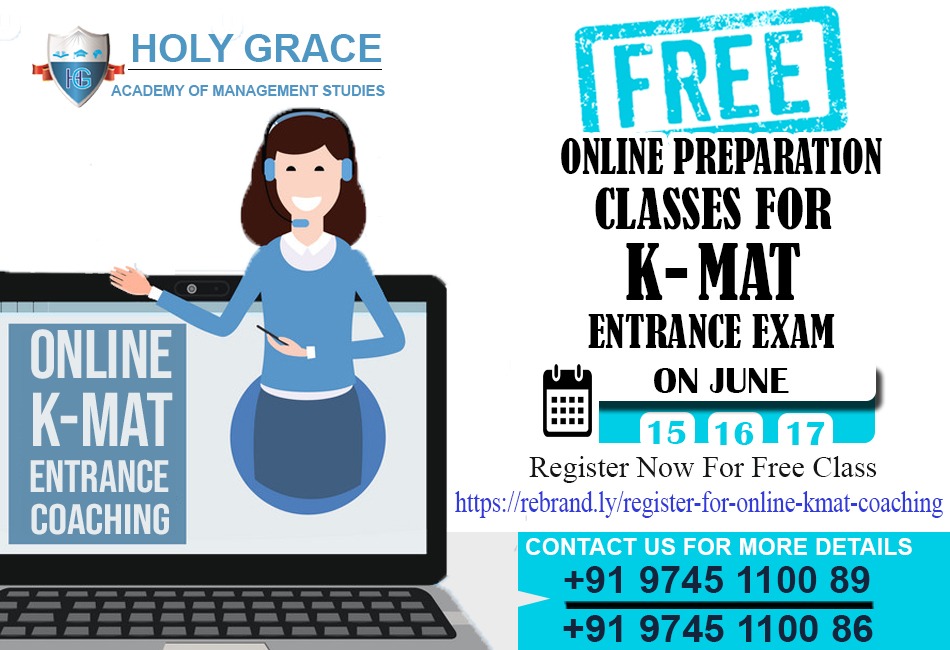 HG
HOLY GRACE
ACADEMY OF MANAGEMENT STUDIES
ONLINE
K-MAT
ENTRANCE
COACHING
FREE
ONLINE PREPARATION
CLASSES FOR
K-MAT
ENTRANCE EXAM
ON JUNE
15 16 17
Register Now For Free Class
https://rebrand.ly/register-for-online-kmat-coaching
CONTACT US FOR MORE DETAILS
+91 9745 1100 89
+91 9745 1100 86